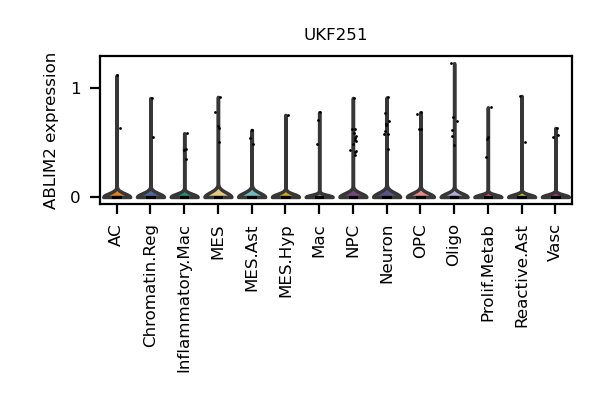 UKF251
ABLIM2 expression
1
0
AC
Chromatin.Reg
Inflammatory.Mac
MES
MES.Ast
MES.Hyp
Mac
NPC
Neuron
OPC
Oligo
Prolif.Metab
Reactive.Ast
Vasc